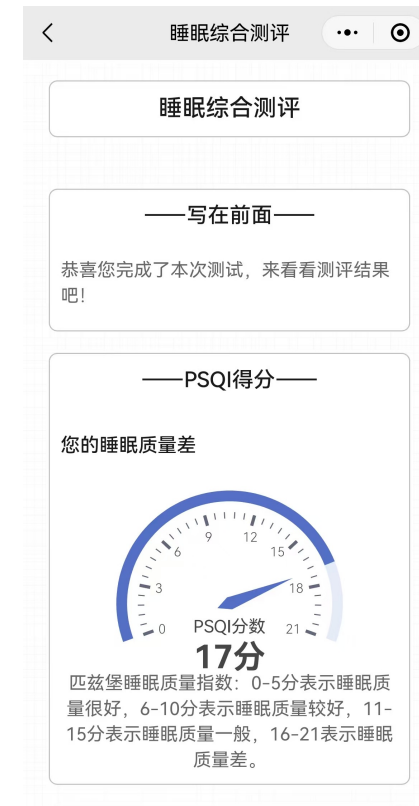 睡眠综合测评
睡眠综合测评
——写在前面——
恭喜您完成了本次测试，来看看测评结果
吧！
——PSQI得分——
您的睡眠质量差
0
3
6
9
12
15
18
21
PSQI分数
17分
匹兹堡睡眠质量指数：0-5分表示睡眠质
量很好，6-10分表示睡眠质量较好，11-
15分表示睡眠质量一般，16-21表示睡眠
质量差。